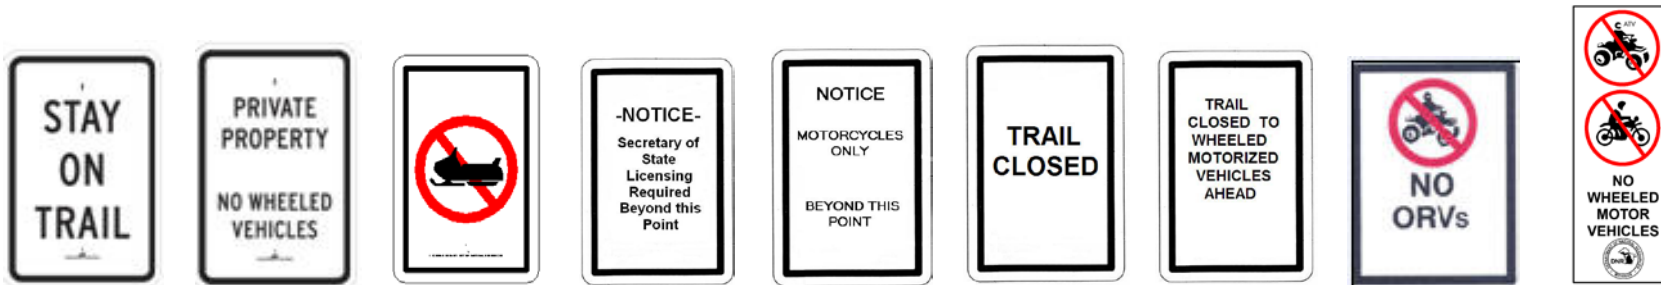 STAY
ON
TRAIL
PRIVATE
PROPERTY
NO WHEELED
VEHICLES
-NOTICE-
Secretary of
State
Licensing
Required
Beyond this
Point
NOTICE
MOTORCYCLES
ONLY
BEYOND THIS
POINT
TRAIL
CLOSED
TRAIL
CLOSED TO
WHEELED
MOTORIZED
VEHICLES
AHEAD
NO
ORVs
ATV
NO
WHEELED
MOTOR
VEHICLES
DNR